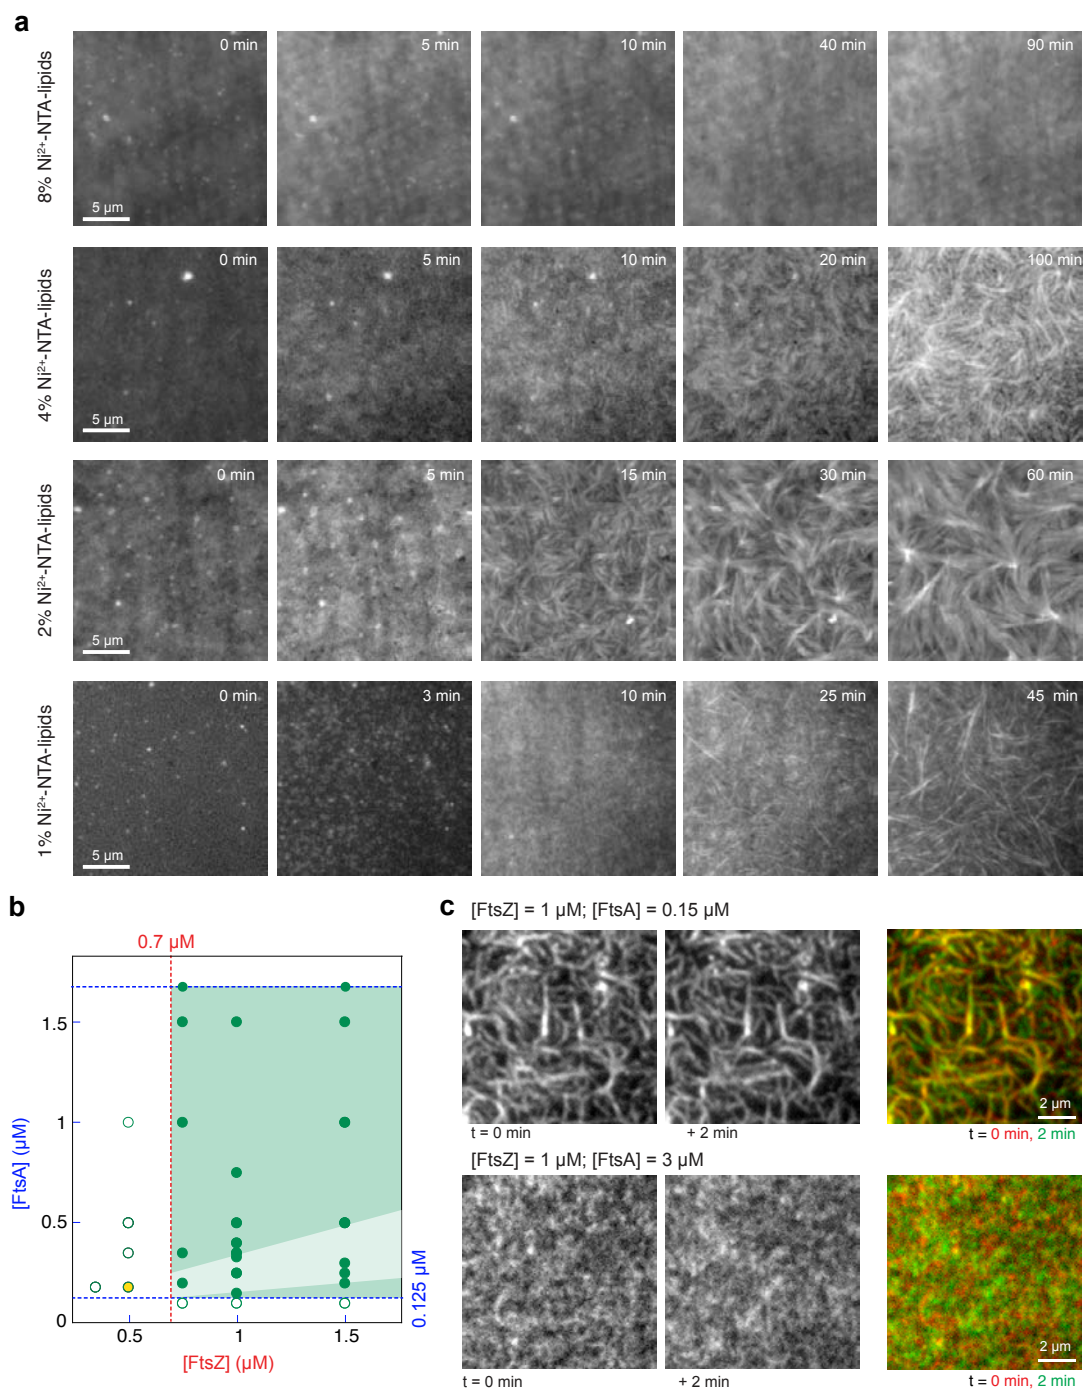 a
8% Ni²⁺-NTA-lipids
0 min
5 min
10 min
40 min
90 min
5 µm
4% Ni²⁺-NTA-lipids
0 min
5 min
10 min
20 min
100 min
5 µm
2% Ni²⁺-NTA-lipids
0 min
5 min
15 min
30 min
60 min
5 µm
1% Ni²⁺-NTA-lipids
0 min
3 min
10 min
25 min
45 min
5 µm
b
0.7 µM
1.5
1
0.5
0
[FtsA] (µM)
0.125 µM
0.5
1
1.5
[FtsZ] (µM)
c
[FtsZ] = 1 µM; [FtsA] = 0.15 µM
2 µm
t = 0 min
+ 2 min
t = 0 min, 2 min
[FtsZ] = 1 µM; [FtsA] = 3 µM
2 µm
t = 0 min
+ 2 min
t = 0 min, 2 min